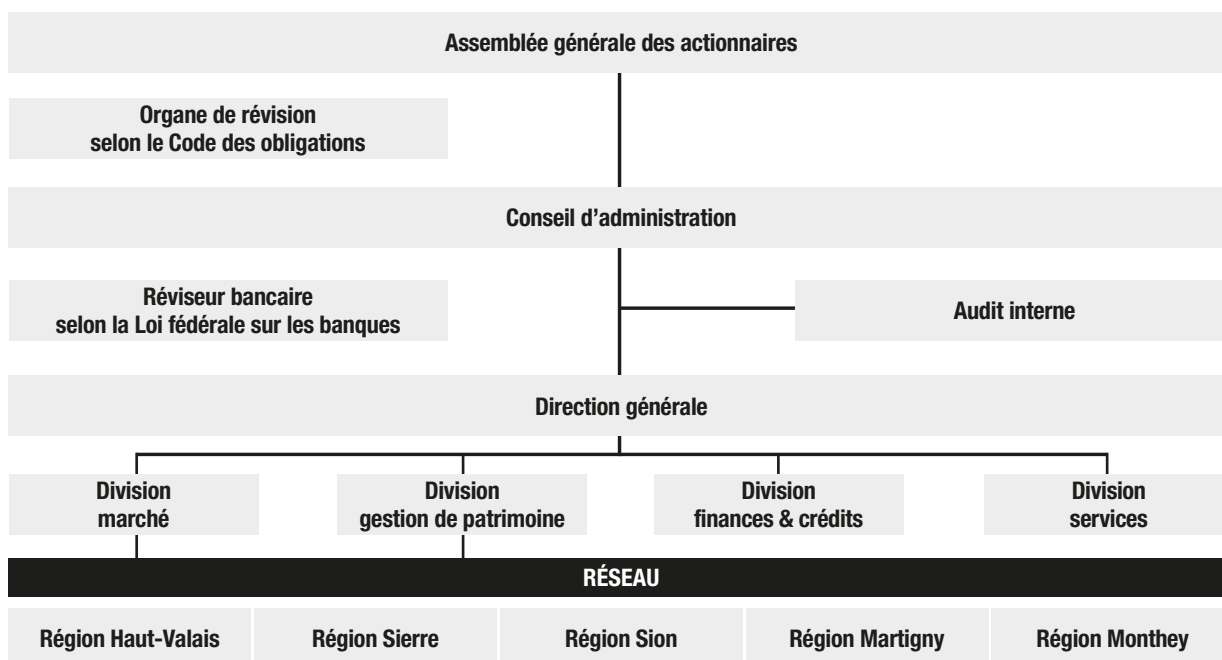 Assemblée générale des actionnaires
Organe de révision
selon le Code des obligations
Conseil d'administration
Réviseur bancaire
selon la Loi fédérale sur les banques
Audit interne
Direction générale
Division
marché
Division
gestion de patrimoine
Division
finances & crédits
Division
services
RÉSEAU
Région Haut-Valais
Région Sierre
Région Sion
Région Martigny
Région Monthey